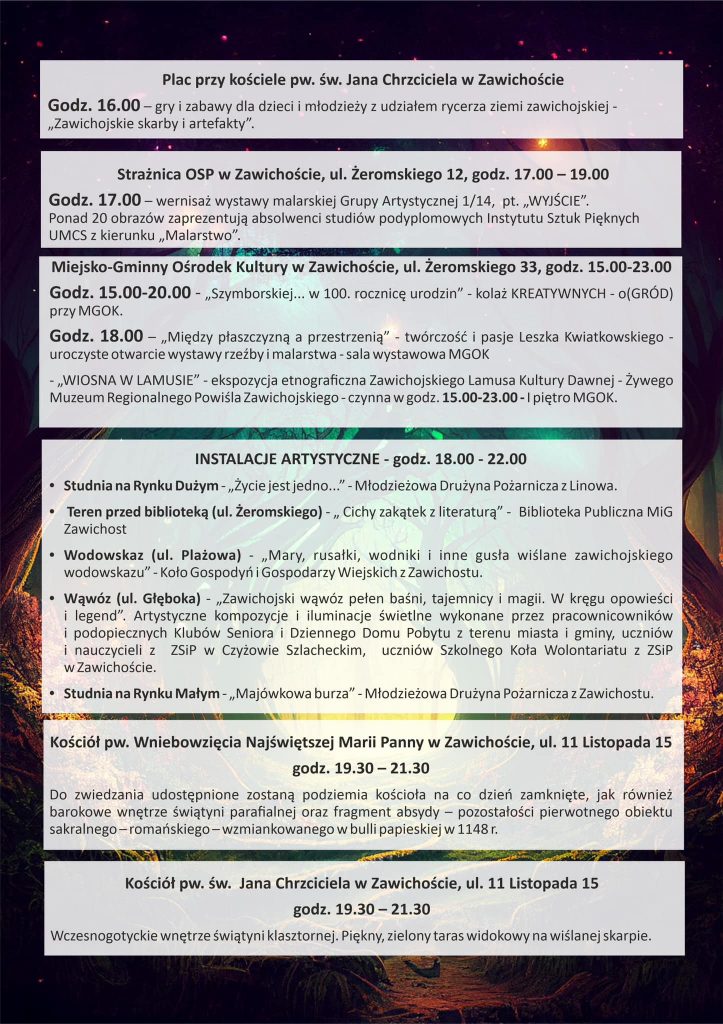 Plac przy kościele pw. św. Jana Chrzciciela w Zawichoście
Godz. 16.00 – gry i zabawy dla dzieci i młodzieży z udziałem rycerza ziemi zawichojskiej -
„Zawichojskie skarby i artefakty”.
Strażnica OSP w Zawichoście, ul. Żeromskiego 12, godz. 17.00 – 19.00
Godz. 17.00 – wernisaż wystawy malarskiej Grupy Artystycznej 1/14, pt. „WYJŚCIE”.
Ponad 20 obrazów zaprezentują absolwenci studiów podyplomowych Instytutu Sztuk Pięknych
UMCS z kierunku „Malarstwo”.
Miejsko-Gminny Ośrodek Kultury w Zawichoście, ul. Żeromskiego 33, godz. 15.00-23.00
Godz. 15.00-20.00 - „Szymborskiej... w 100. rocznicę urodzin” - kolaż KREATYWNYCH - o(GRÓD)
przy MGOK.
Godz. 18.00 – „Między płaszczyzną a przestrzenią” - twórczość i pasje Leszka Kwiatkowskiego -
uroczyste otwarcie wystawy rzeźby i malarstwa - sala wystawowa MGOK
- „WIOSNA W LAMUSIE” - ekspozycja etnograficzna Zawichojskiego Lamusa Kultury Dawnej - Żywego
Muzeum Regionalnego Powiśla Zawichojskiego - czynna w godz. 15.00-23.00 - I piętro MGOK.
INSTALACJE ARTYSTYCZNE - godz. 18.00 - 22.00
• Studnia na Rynku Dużym - „Życie jest jedno...” - Młodzieżowa Drużyna Pożarnicza z Linowa.
• Teren przed biblioteką (ul. Żeromskiego) - „ Cichy zakątek z literaturą” - Biblioteka Publiczna MiG
Zawichost
• Wodowskaz (ul. Plażowa) - „Mary, rusałki, wodniki i inne gusła wiślane zawichojskiego
wodowskazu” - Koło Gospodyń i Gospodarzy Wiejskich z Zawichostu.
• Wąwóz (ul. Głęboka) - „Zawichojski wąwóz pełen baśni, tajemnicy i magii. W kręgu opowieści
i legend”. Artystyczne kompozycje i iluminacje świetlne wykonane przez pracownicowników
i podopiecznych Klubów Seniora i Dziennego Domu Pobytu z terenu miasta i gminy, uczniów
i nauczycieli z ZSiP w Czyżowie Szlacheckim, uczniów Szkolnego Koła Wolontariatu z ZSiP
w Zawichoście.
• Studnia na Rynku Małym - „Majówkowa burza” - Młodzieżowa Drużyna Pożarnicza z Zawichostu.
Kościół pw. Wniebowzięcia Najświętszej Marii Panny w Zawichoście, ul. 11 Listopada 15
godz. 19.30 – 21.30
Do zwiedzania udostępnione zostaną podziemia kościoła na co dzień zamknięte, jak również
barokowe wnętrze świątyni parafialnej oraz fragment absydy – pozostałości pierwotnego obiektu
sakralnego – romańskiego – wzmiankowanego w bulli papieskiej w 1148 r.
Kościół pw. św. Jana Chrzciciela w Zawichoście, ul. 11 Listopada 15
godz. 19.30 – 21.30
Wczesnogotyckie wnętrze świątyni klasztornej. Piękny, zielony taras widokowy na wiślanej skarpie.